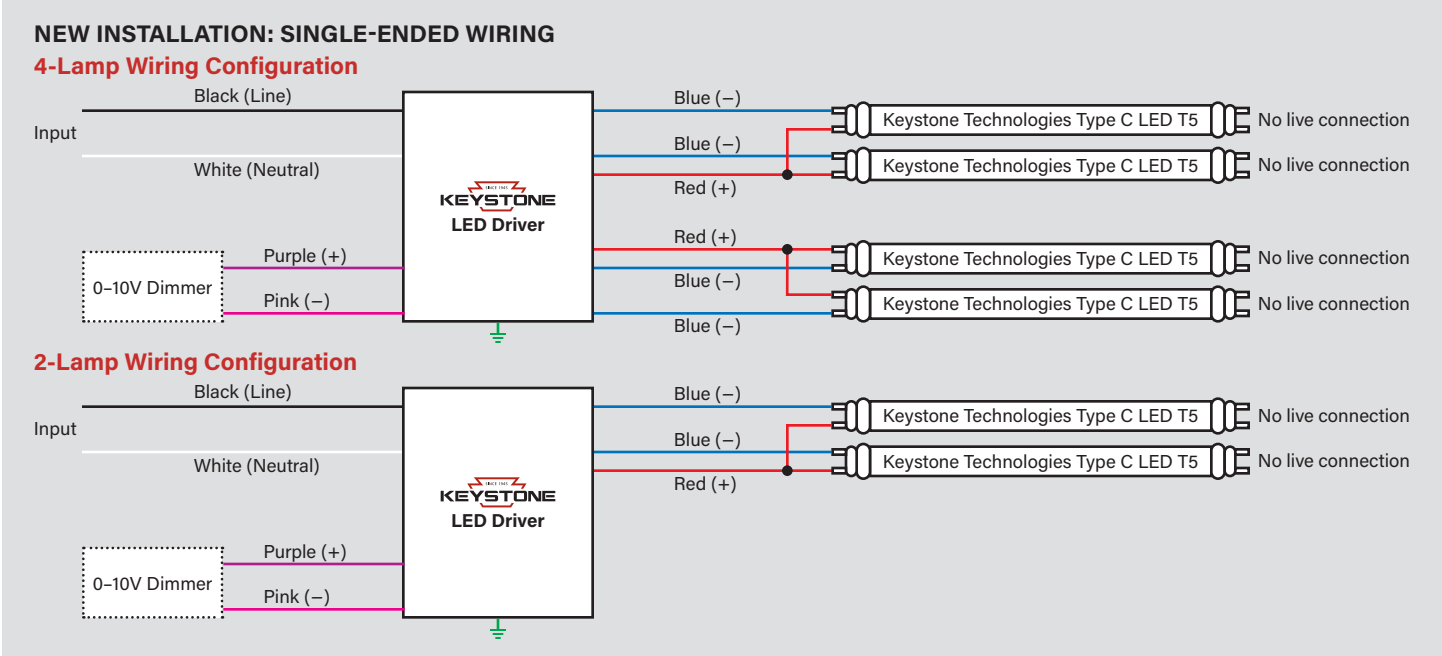 NEW INSTALLATION: SINGLE-ENDED WIRING
4-Lamp Wiring Configuration
Black (Line)
Input
White (Neutral)
0–10V Dimmer
Purple (+)
Pink (−)
SINCE 1945
KEYSTONE
LED Driver
Blue (−)
Blue (−)
Red (+)
Red (+)
Blue (−)
Blue (−)
Keystone Technologies Type C LED T5
No live connection
Keystone Technologies Type C LED T5
No live connection
Keystone Technologies Type C LED T5
No live connection
Keystone Technologies Type C LED T5
No live connection
2-Lamp Wiring Configuration
Black (Line)
Input
White (Neutral)
0–10V Dimmer
Purple (+)
Pink (−)
SINCE 1945
KEYSTONE
LED Driver
Blue (−)
Blue (−)
Red (+)
Keystone Technologies Type C LED T5
No live connection
Keystone Technologies Type C LED T5
No live connection